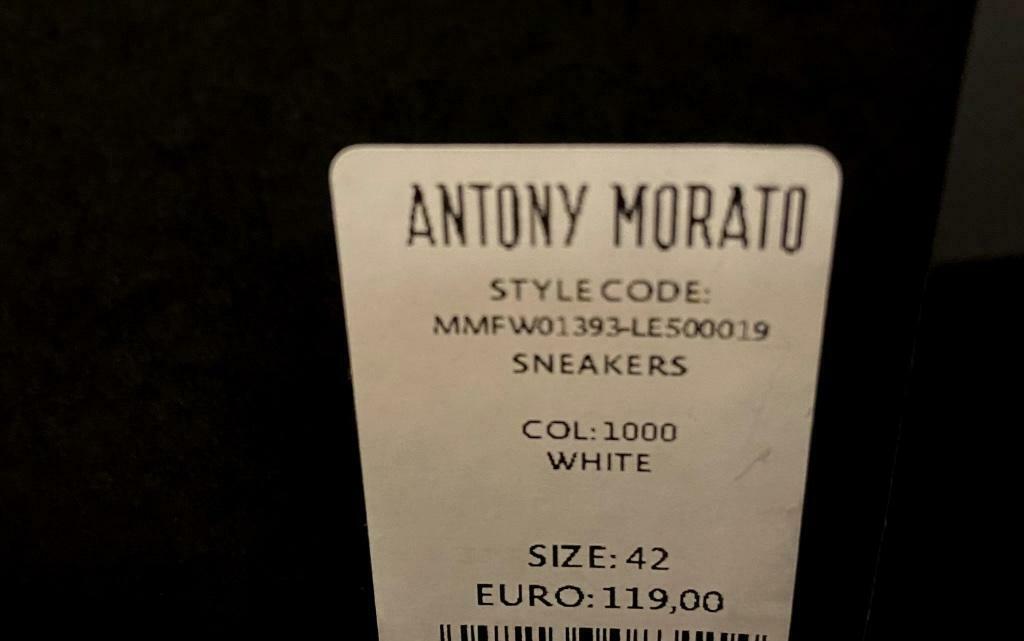 ANTONY MORATO
STYLE CODE:
MMFW01393-LE500019
SNEAKERS
COL: 1000
WHITE
SIZE: 42
EURO: 119,00